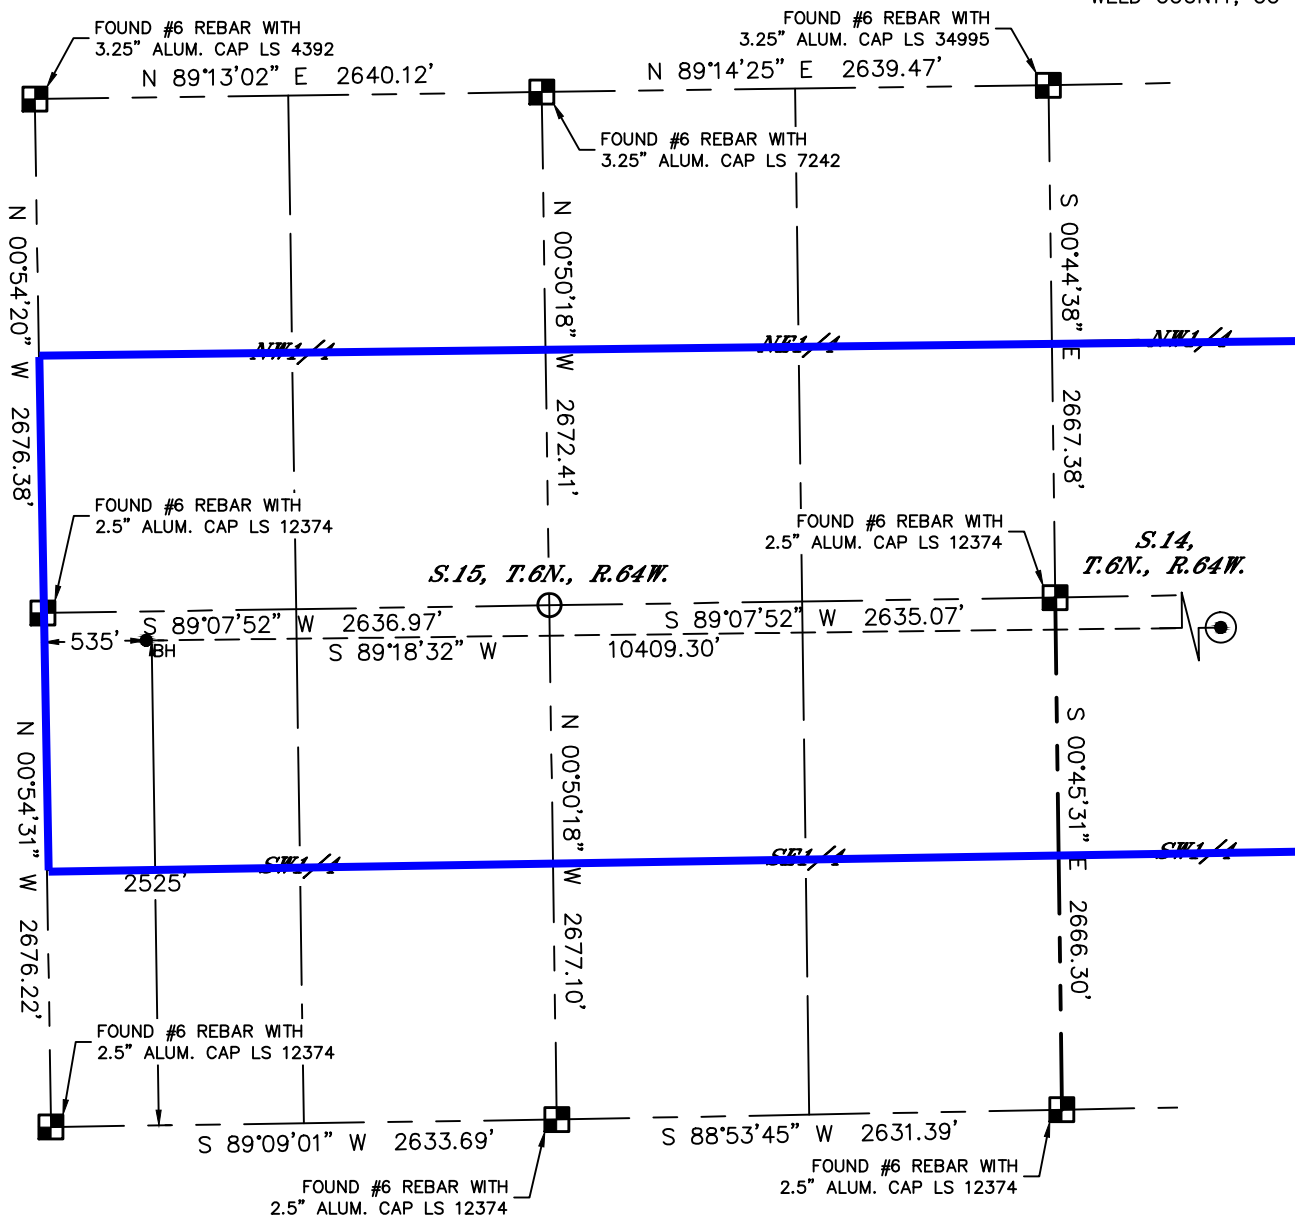 FOUND #6 REBAR WITH
3.25" ALUM. CAP LS 4392
N 89°13'02" E 2640.12'
FOUND #6 REBAR WITH
3.25" ALUM. CAP LS 34995
N 89°14'25" E 2639.47'
FOUND #6 REBAR WITH
3.25" ALUM. CAP LS 7242
N 00°54'20" W 2676.38'
N 00°50'18" W 2672.41'
S 00°44'38" E 2667.38'
NW1/4
NE1/4
NW1/4
FOUND #6 REBAR WITH
2.5" ALUM. CAP LS 12374
FOUND #6 REBAR WITH
2.5" ALUM. CAP LS 12374
S.14,
T.6N., R.64W.
S.15, T.6N., R.64W.
S 89°07'52" W 2636.97'
S 89°07'52" W 2635.07'
535'
BH
S 89°18'32" W 10409.30'
N 00°54'31" W 2676.22'
N 00°50'18" W 2677.10'
S 00°45'31" E 2666.30'
SW1/4
SE1/4
SW1/4
2525'
FOUND #6 REBAR WITH
2.5" ALUM. CAP LS 12374
S 89°09'01" W 2633.69'
S 88°53'45" W 2631.39'
FOUND #6 REBAR WITH
2.5" ALUM. CAP LS 12374
FOUND #6 REBAR WITH
2.5" ALUM. CAP LS 12374